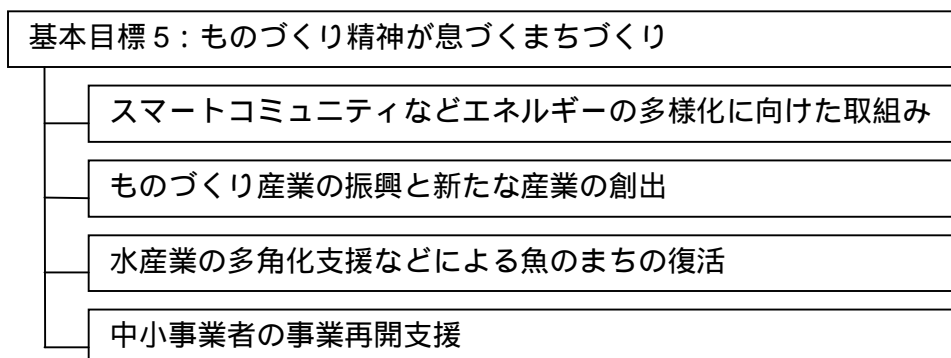 基本目標５：ものづくり精神が息づくまちづくり
スマートコミュニティなどエネルギーの多様化に向けた取組み
ものづくり産業の振興と新たな産業の創出
水産業の多角化支援などによる魚のまちの復活
中小事業者の事業再開支援